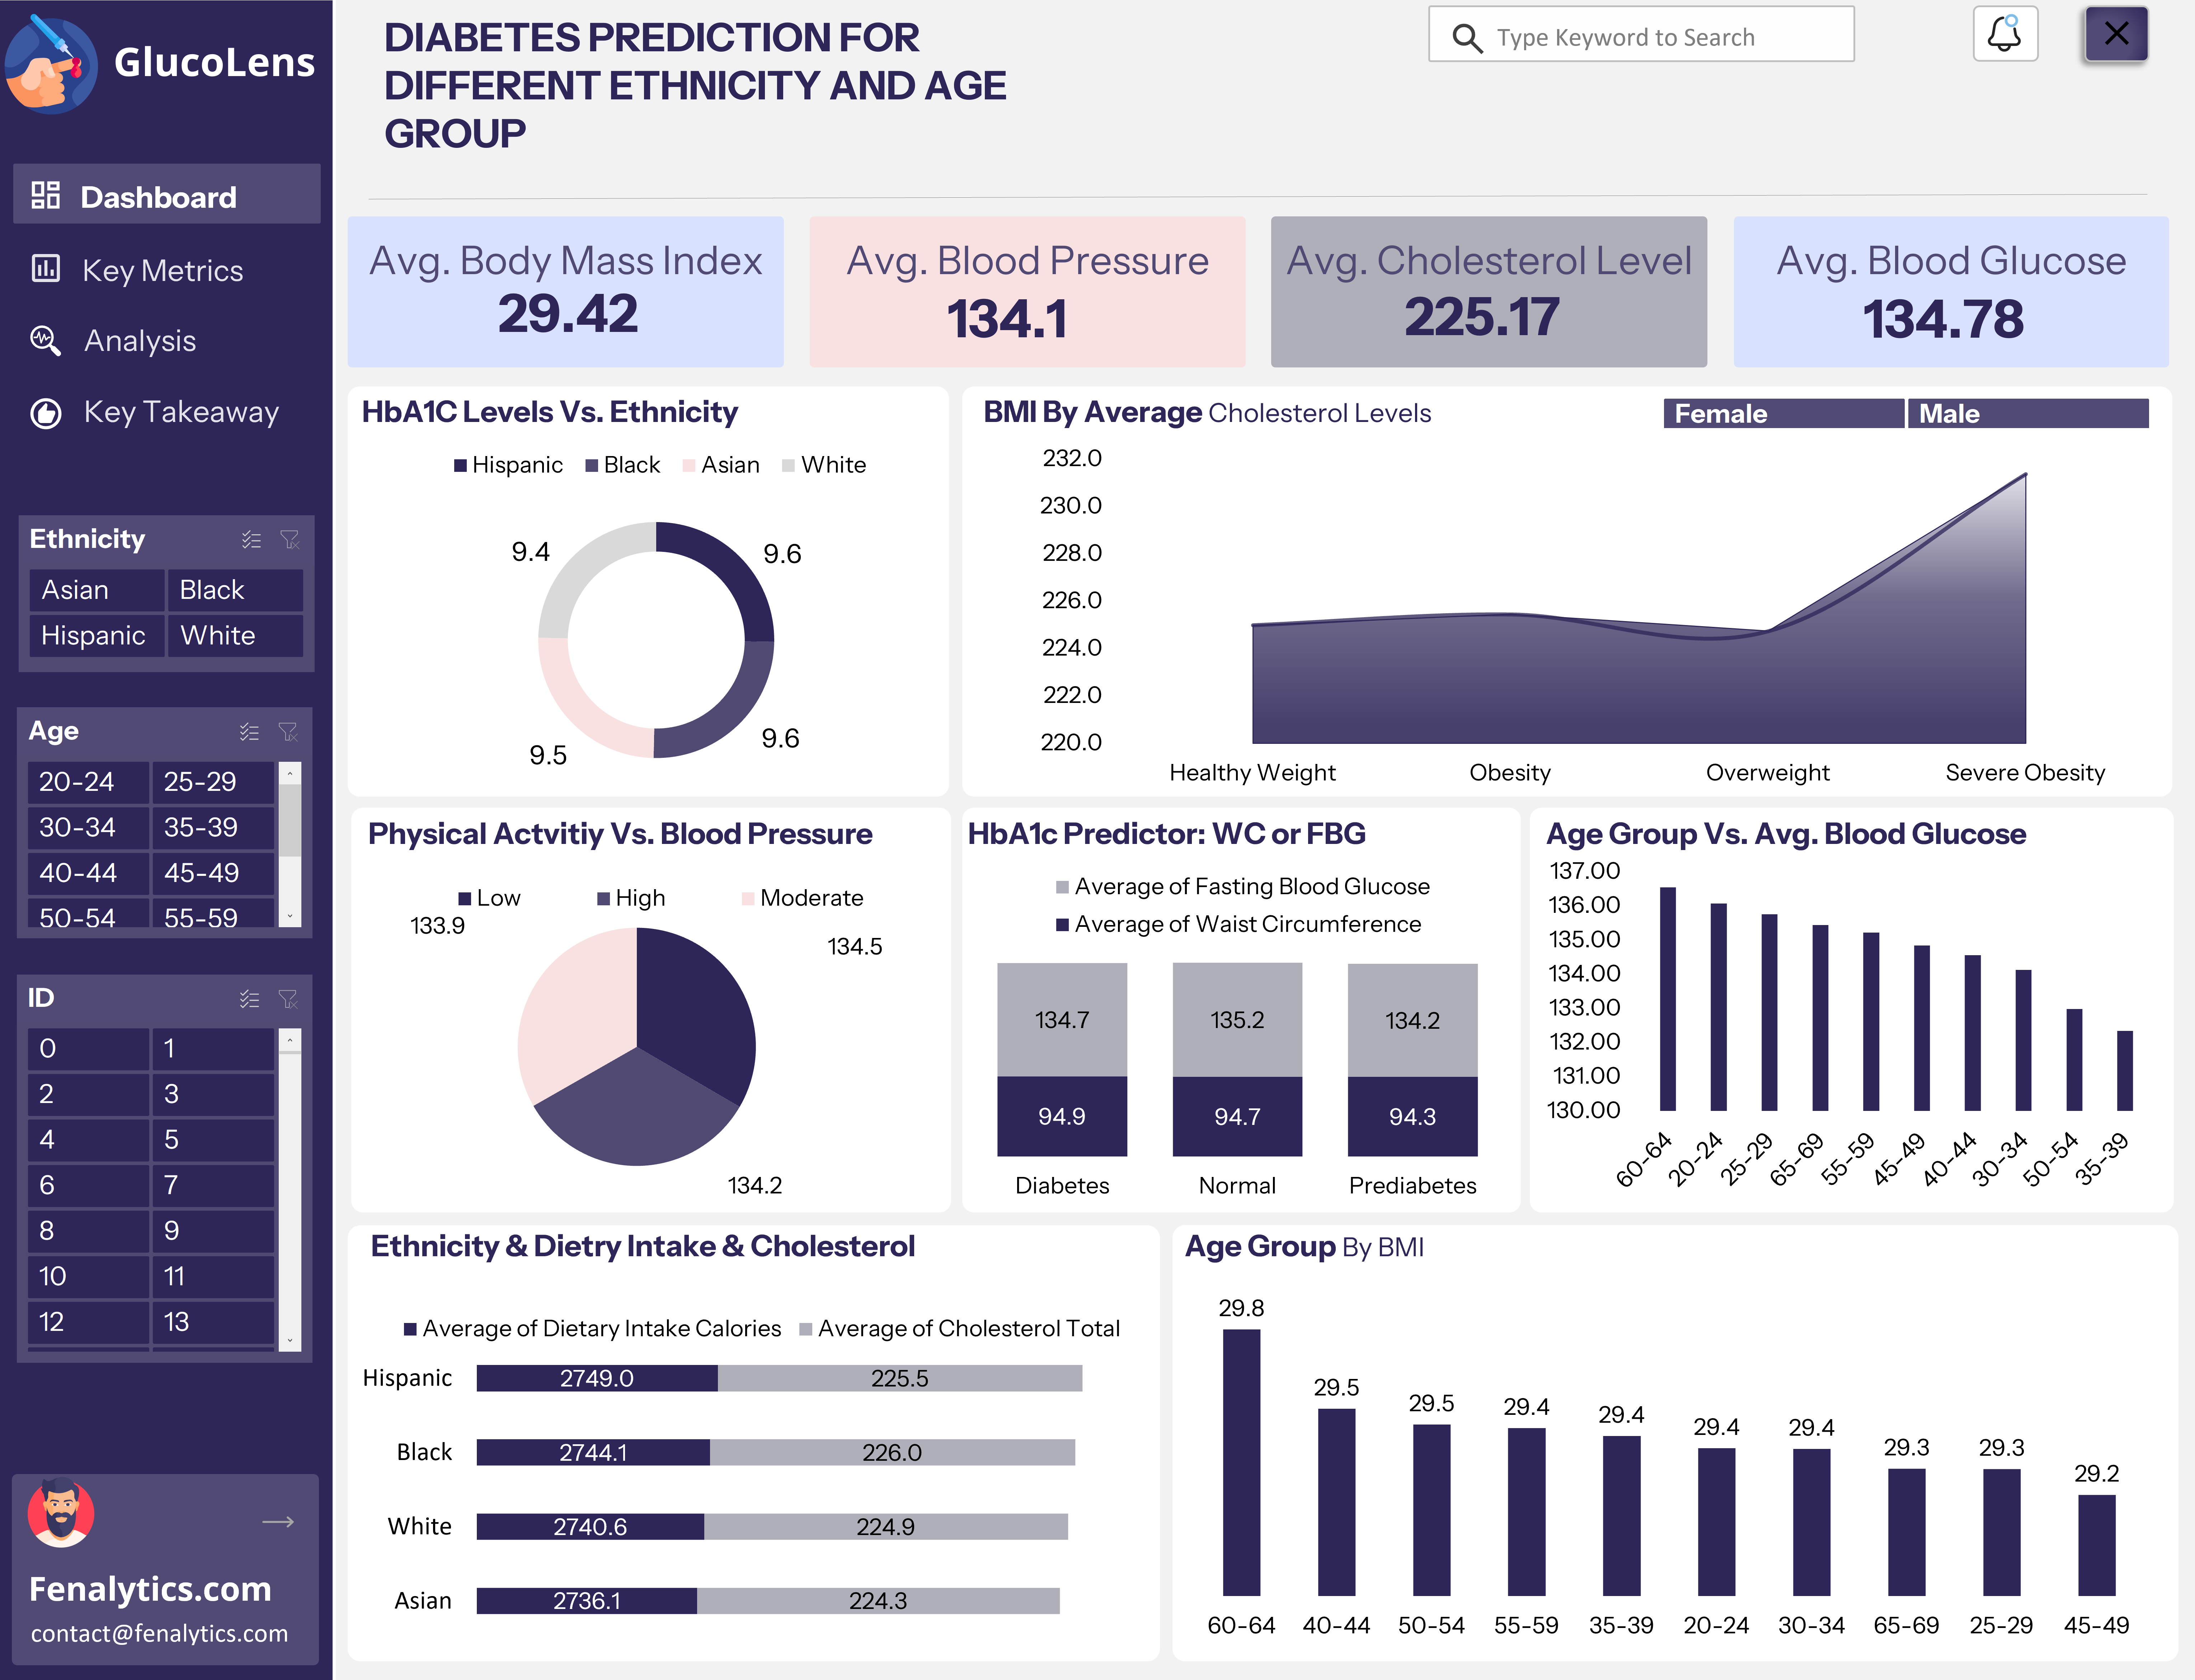 GlucoLens
Dashboard
Key Metrics
Analysis
Key Takeaway
Ethnicity
Asian Black
Hispanic White
Age
20-24 25-29
30-34 35-39
40-44 45-49
50-54 55-59
ID
0 1
2 3
4 5
6 7
8 9
10 11
12 13
Fenalytics.com
contact@fenalytics.com
DIABETES PREDICTION FOR
DIFFERENT ETHNICITY AND AGE
GROUP
Type Keyword to Search
Avg. Body Mass Index
29.42
Avg. Blood Pressure
134.1
Avg. Cholesterol Level
225.17
Avg. Blood Glucose
134.78
HbA1C Levels Vs. Ethnicity
Hispanic Black Asian White
9.4 9.6
9.5 9.6
BMI By Average Cholesterol Levels
Female Male
232.0
230.0
228.0
226.0
224.0
222.0
220.0
Healthy Weight Obesity Overweight Severe Obesity
Physical Actvitiy Vs. Blood Pressure
Low High Moderate
133.9
134.5
134.2
HbA1c Predictor: WC or FBG
Average of Fasting Blood Glucose
Average of Waist Circumference
134.7 135.2 134.2
94.9 94.7 94.3
Diabetes Normal Prediabetes
Age Group Vs. Avg. Blood Glucose
137.00
136.00
135.00
134.00
133.00
132.00
131.00
130.00
60-64 20-24 25-29 65-69 55-59 45-49 40-44 30-34 50-54 35-39
Ethnicity & Dietry Intake & Cholesterol
Average of Dietary Intake Calories Average of Cholesterol Total
Hispanic 2749.0 225.5
Black 2744.1 226.0
White 2740.6 224.9
Asian 2736.1 224.3
Age Group By BMI
29.8 29.5 29.5 29.4 29.4 29.4 29.4 29.3 29.3 29.2
60-64 40-44 50-54 55-59 35-39 20-24 30-34 65-69 25-29 45-49